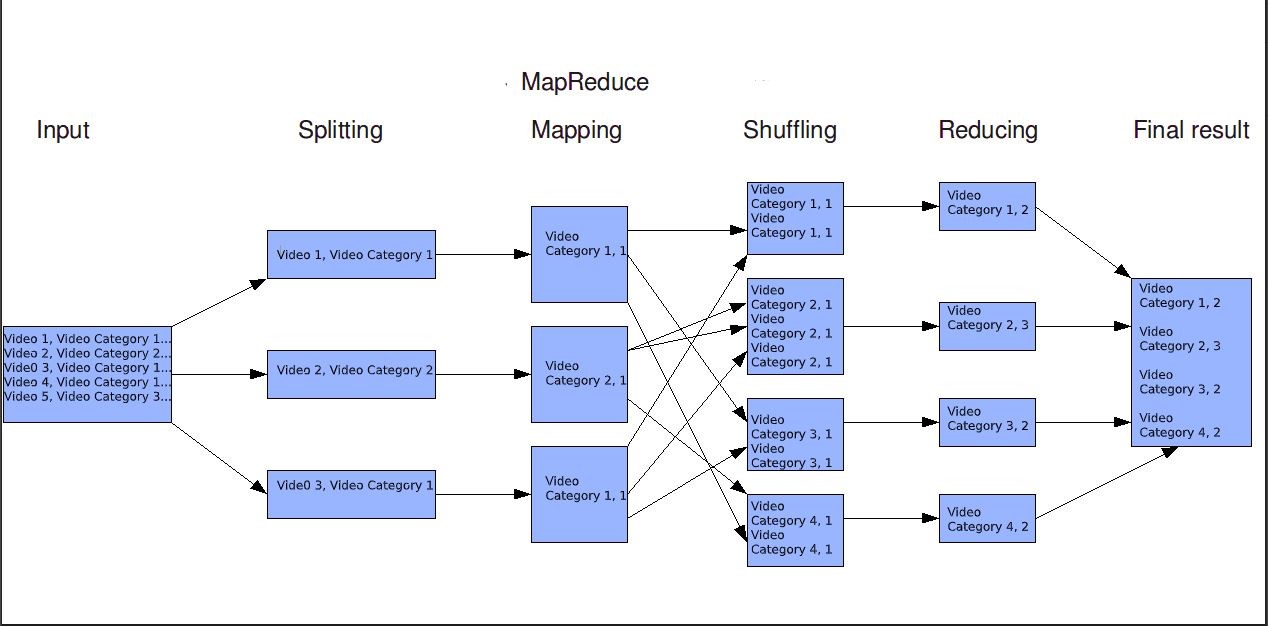 MapReduce
Input
Splitting
Mapping
Shuffling
Reducing
Final result
Video 1, Video Category 1...
Video 2, Video Category 2...
Vide0 3, Video Category 1...
Video 4, Video Category 1...
Video 5, Video Category 3...
Video 1, Video Category 1
Video 2, Video Category 2
Vide0 3, Video Category 1
Video
Category 1, 1
Video
Category 2, 1
Video
Category 1, 1
Video
Category 1, 1
Video
Category 1, 1
Video
Category 2, 1
Video
Category 2, 1
Video
Category 2, 1
Video
Category 3, 1
Video
Category 3, 1
Video
Category 4, 1
Video
Category 4, 1
Video
Category 1, 2
Video
Category 2, 3
Video
Category 3, 2
Video
Category 4, 2
Video
Category 1, 2
Video
Category 2, 3
Video
Category 3, 2
Video
Category 4, 2